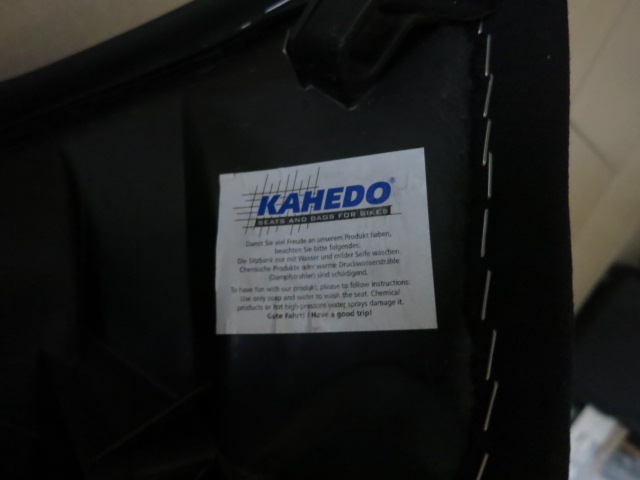 KAHEDO®
SEATS AND BAGS FOR BIKES
Damit Sie viel Freude an unserem Produkt haben,
beachten Sie bitte folgendes:
Die Sitzbank nur mit Wasser und milder Seife waschen.
Chemische Produkte oder warme Druckwasserstrahle
(Dampfstrahler) sind schädigend.
To have fun with our produkt, please to follow instructions:
Use only soap and water to wash the seat. Chemical
products or hot high-pressure water sprays damage it.
Gute Fahrt! / Have a good trip!